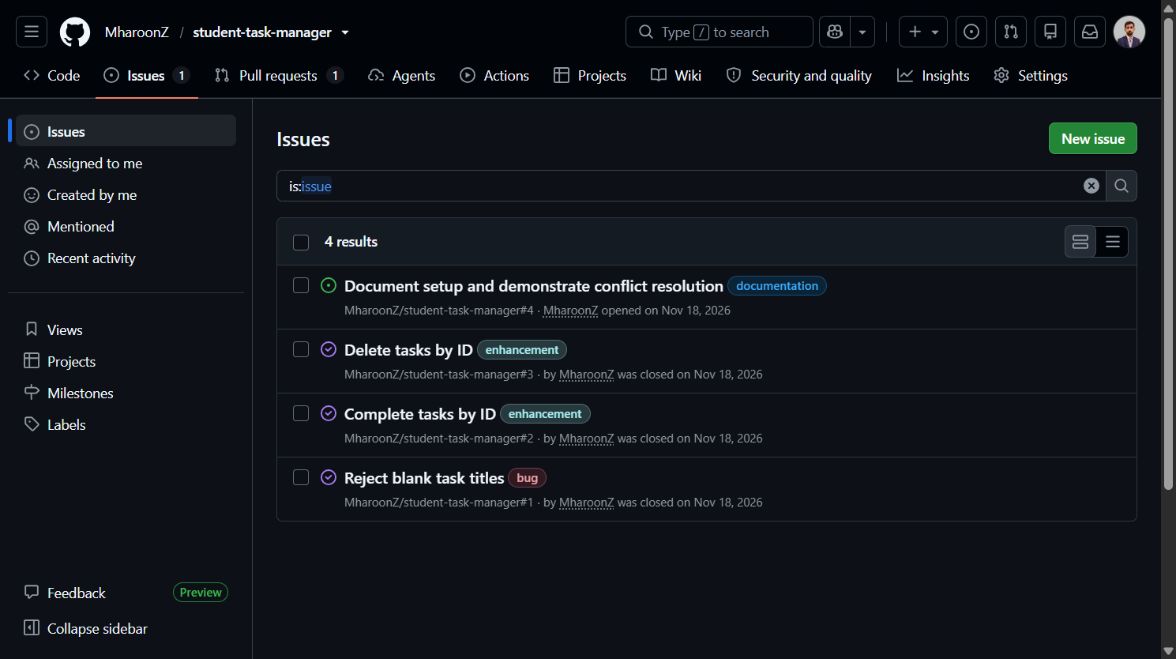 MharoonZ / student-task-manager
Type / to search
Code
Issues 1
Pull requests 1
Agents
Actions
Projects
Wiki
Security and quality
Insights
Settings
Issues
Assigned to me
Created by me
Mentioned
Recent activity
Views
Projects
Milestones
Labels
Feedback Preview
Collapse sidebar
Issues
New issue
is:issue
4 results
Document setup and demonstrate conflict resolution documentation
MharoonZ/student-task-manager#4 · MharoonZ opened on Nov 18, 2026
Delete tasks by ID enhancement
MharoonZ/student-task-manager#3 · by MharoonZ was closed on Nov 18, 2026
Complete tasks by ID enhancement
MharoonZ/student-task-manager#2 · by MharoonZ was closed on Nov 18, 2026
Reject blank task titles bug
MharoonZ/student-task-manager#1 · by MharoonZ was closed on Nov 18, 2026